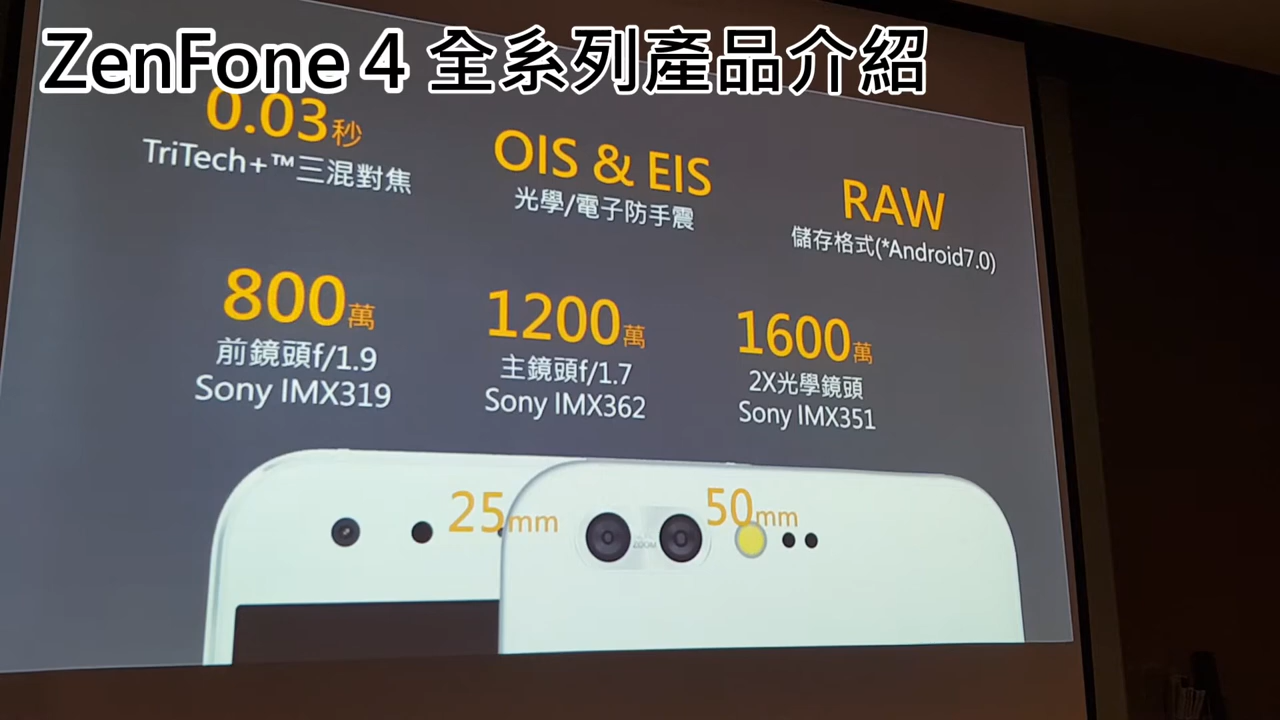 ZenFone 4 全系列產品介紹
0.03秒
TriTech+™三混對焦
OIS & EIS
光學/電子防手震
RAW
儲存格式(*Android7.0)
800萬
前鏡頭f/1.9
Sony IMX319
1200萬
主鏡頭f/1.7
Sony IMX362
1600萬
2X光學鏡頭
Sony IMX351
25mm
50mm
ZOOM